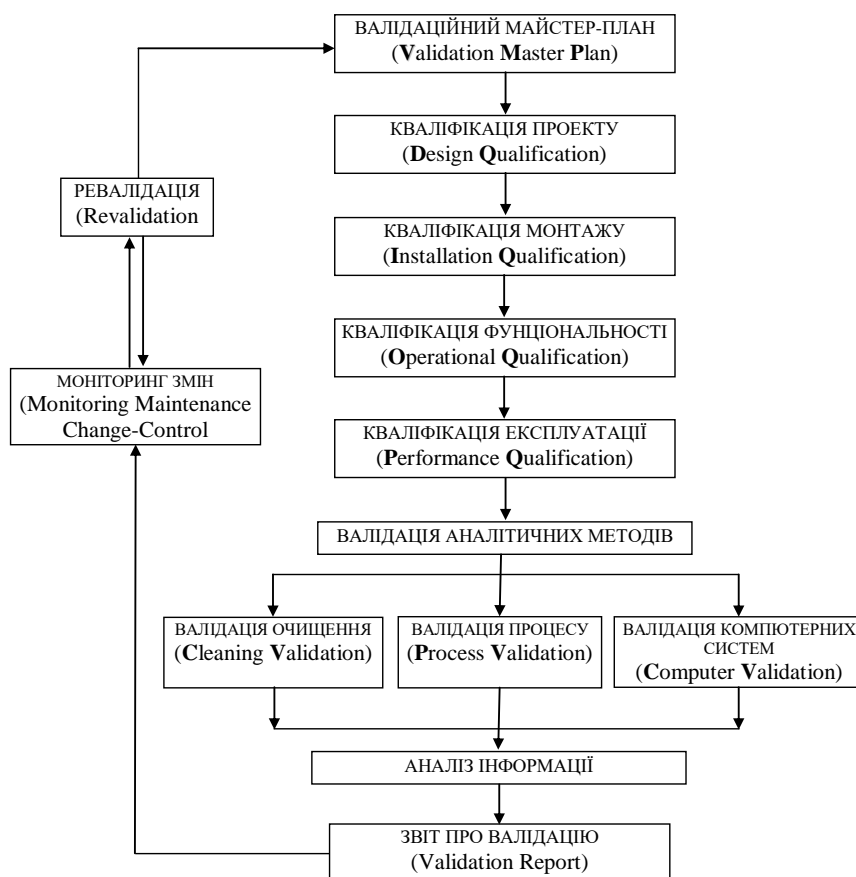 ВАЛІДАЦІЙНИЙ МАЙСТЕР-ПЛАН
(Validation Master Plan)
КВАЛІФІКАЦІЯ ПРОЕКТУ
(Design Qualification)
РЕВАЛІДАЦІЯ
(Revalidation
КВАЛІФІКАЦІЯ МОНТАЖУ
(Installation Qualification)
КВАЛІФІКАЦІЯ ФУНЦІОНАЛЬНОСТІ
(Operational Qualification)
МОНІТОРИНГ ЗМІН
(Monitoring Maintenance
Change-Control
КВАЛІФІКАЦІЯ ЕКСПЛУАТАЦІЇ
(Performance Qualification)
ВАЛІДАЦІЯ АНАЛІТИЧНИХ МЕТОДІВ
ВАЛІДАЦІЯ ОЧИЩЕННЯ
(Cleaning Validation)
ВАЛІДАЦІЯ ПРОЦЕСУ
(Process Validation)
ВАЛІДАЦІЯ КОМПЮТЕРНИХ
СИСТЕМ
(Computer Validation)
АНАЛІЗ ІНФОРМАЦІЇ
ЗВІТ ПРО ВАЛІДАЦІЮ
(Validation Report)